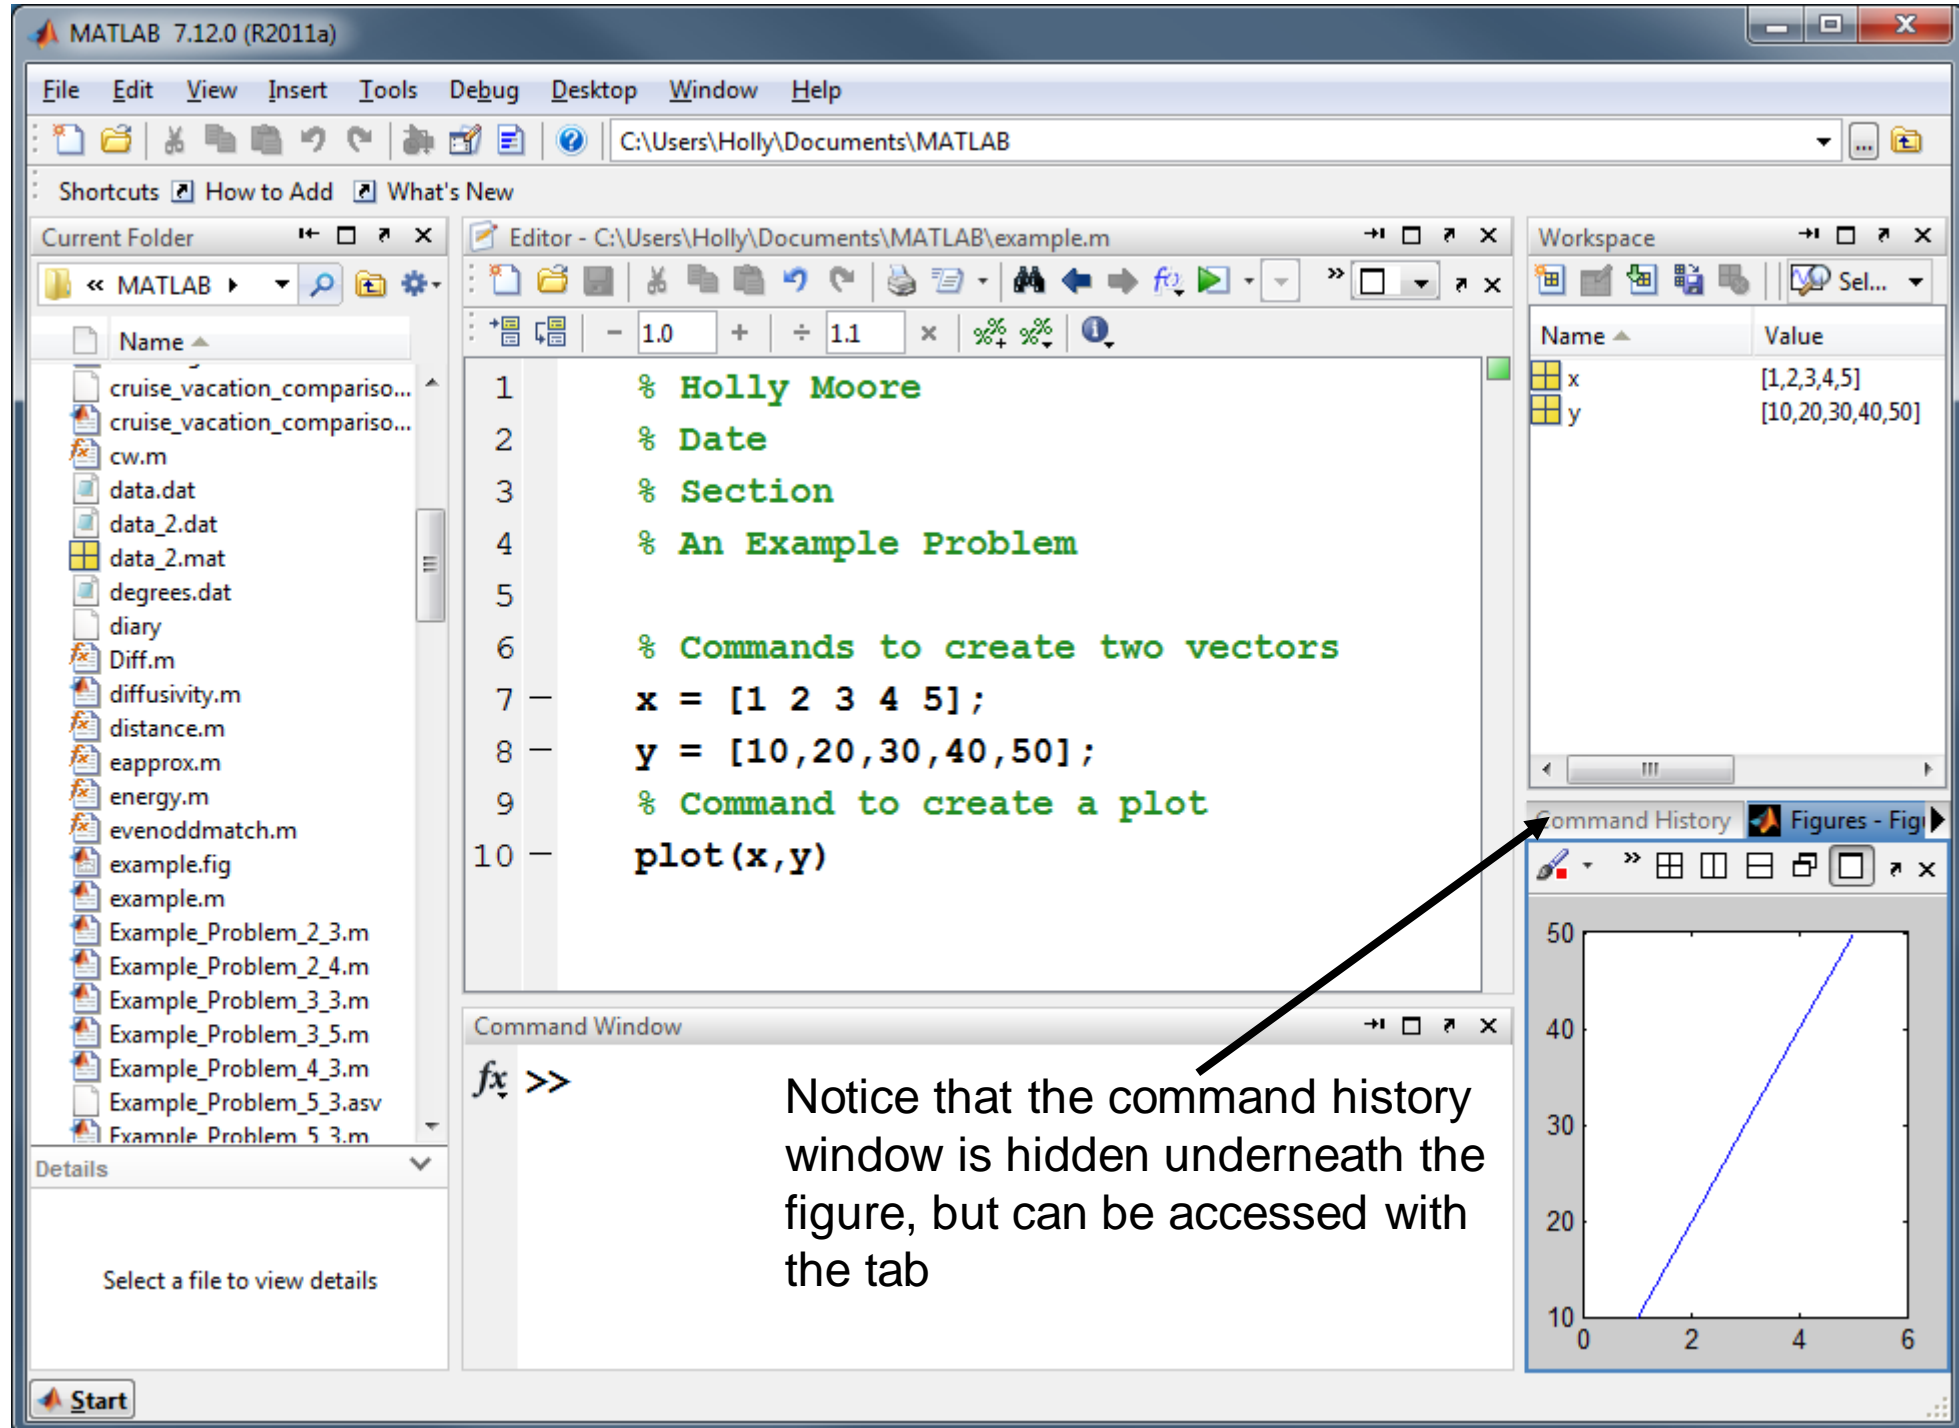 MATLAB 7.12.0 (R2011a)
File Edit View Insert Tools Debug Desktop Window Help
C:\Users\Holly\Documents\MATLAB
Shortcuts How to Add What's New
Current Folder
« MATLAB
Name
cruise_vacation_compariso...
cruise_vacation_compariso...
cw.m
data.dat
data_2.dat
data_2.mat
degrees.dat
diary
Diff.m
diffusivity.m
distance.m
eapprox.m
energy.m
evenoddmatch.m
example.fig
example.m
Example_Problem_2_3.m
Example_Problem_2_4.m
Example_Problem_3_3.m
Example_Problem_3_5.m
Example_Problem_4_3.m
Example_Problem_5_3.asv
Example_Problem_5_3.m
Details
Select a file to view details
Start
Editor - C:\Users\Holly\Documents\MATLAB\example.m
- 1.0 + ÷ 1.1 ×
1 % Holly Moore
2 % Date
3 % Section
4 % An Example Problem
5
6 % Commands to create two vectors
7 – x = [1 2 3 4 5];
8 – y = [10,20,30,40,50];
9 % Command to create a plot
10 – plot(x,y)
Command Window
fx >>
Notice that the command history
window is hidden underneath the
figure, but can be accessed with
the tab
Workspace
Sel...
Name Value
x [1,2,3,4,5]
y [10,20,30,40,50]
Command History Figures - Fig
50
40
30
20
10
0 2 4 6